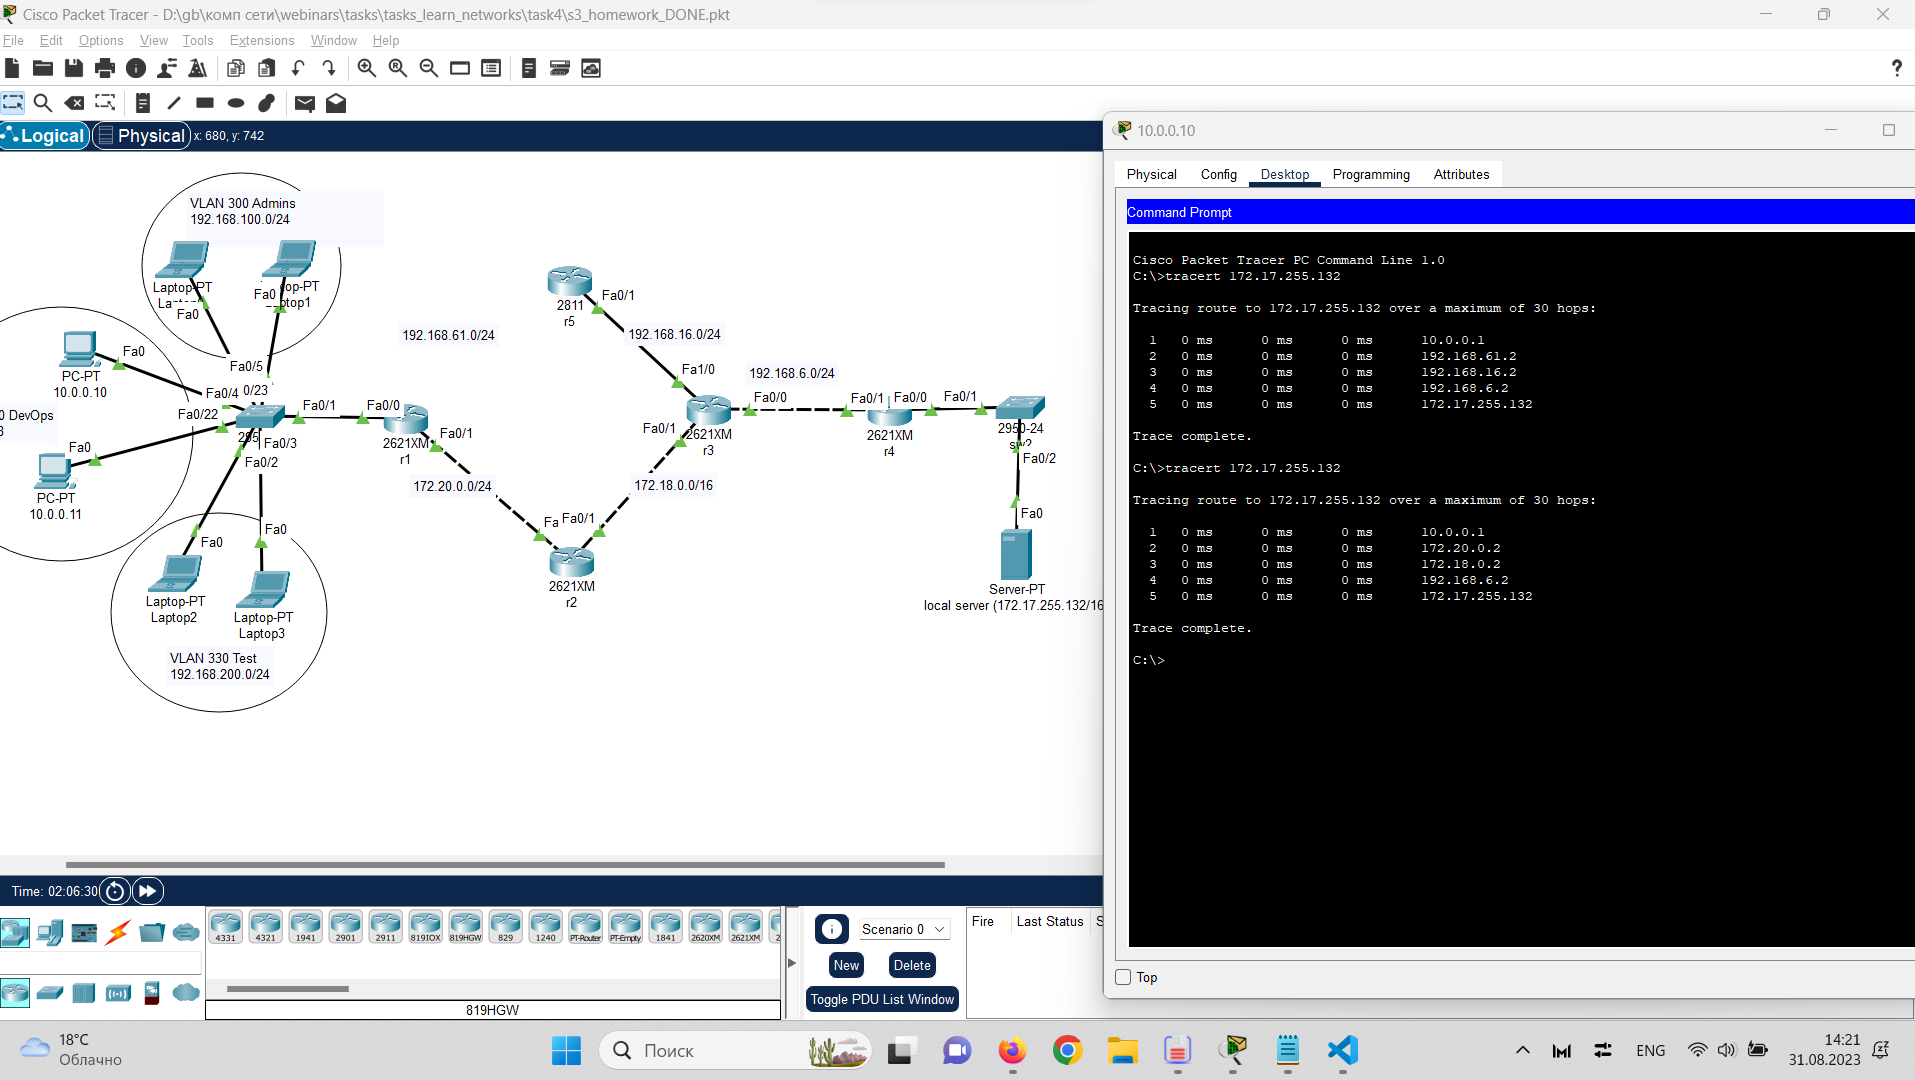 Cisco Packet Tracer - D:\gb\комп сети\webinars\tasks\tasks_learn_networks\task4\s3_homework_DONE.pkt
File Edit Options View Tools Extensions Window Help
?
Logical Physical x: 680, y: 742
VLAN 300 Admins
192.168.100.0/24
Laptop-PT
Fa0
Fa0
Fa0/5
Fa0
PC-PT
10.0.0.10
Fa0/4 0/23
0 DevOps
Fa0/22
Fa0/1
Fa0/0
2621XM
r1
Fa0/1
Fa0
Fa0/3
Fa0/2
PC-PT
10.0.0.11
Fa0
Fa0
Laptop-PT
Laptop2
Laptop-PT
Laptop3
VLAN 330 Test
192.168.200.0/24
192.168.61.0/24
2811
r5
Fa0/1
192.168.16.0/24
Fa1/0
192.168.6.0/24
Fa0/0
Fa0/1
2621XM
r3
Fa0/1 Fa0/0
2621XM
r4
Fa0/1
2950-24
sw2
Fa0/2
172.20.0.0/24
172.18.0.0/16
Fa Fa0/1
2621XM
r2
Fa0
Server-PT
local server (172.17.255.132/16
10.0.0.10
Physical Config Desktop Programming Attributes
Command Prompt
Cisco Packet Tracer PC Command Line 1.0
C:\>tracert 172.17.255.132
Tracing route to 172.17.255.132 over a maximum of 30 hops:
1 0 ms 0 ms 0 ms 10.0.0.1
2 0 ms 0 ms 0 ms 192.168.61.2
3 0 ms 0 ms 0 ms 192.168.16.2
4 0 ms 0 ms 0 ms 192.168.6.2
5 0 ms 0 ms 0 ms 172.17.255.132
Trace complete.
C:\>tracert 172.17.255.132
Tracing route to 172.17.255.132 over a maximum of 30 hops:
1 0 ms 0 ms 0 ms 10.0.0.1
2 0 ms 0 ms 0 ms 172.20.0.2
3 0 ms 0 ms 0 ms 172.18.0.2
4 0 ms 0 ms 0 ms 192.168.6.2
5 0 ms 0 ms 0 ms 172.17.255.132
Trace complete.
C:\>
Top
Time: 02:06:30
4331 4321 1941 2901 2911 819IOX 819HGW 829 1240 PT-Router PT-Empty 1841 2620XM 2621XM 2
819HGW
Scenario 0
New Delete
Toggle PDU List Window
Fire Last Status S
18°C
Облачно
Поиск
ENG
14:21
31.08.2023